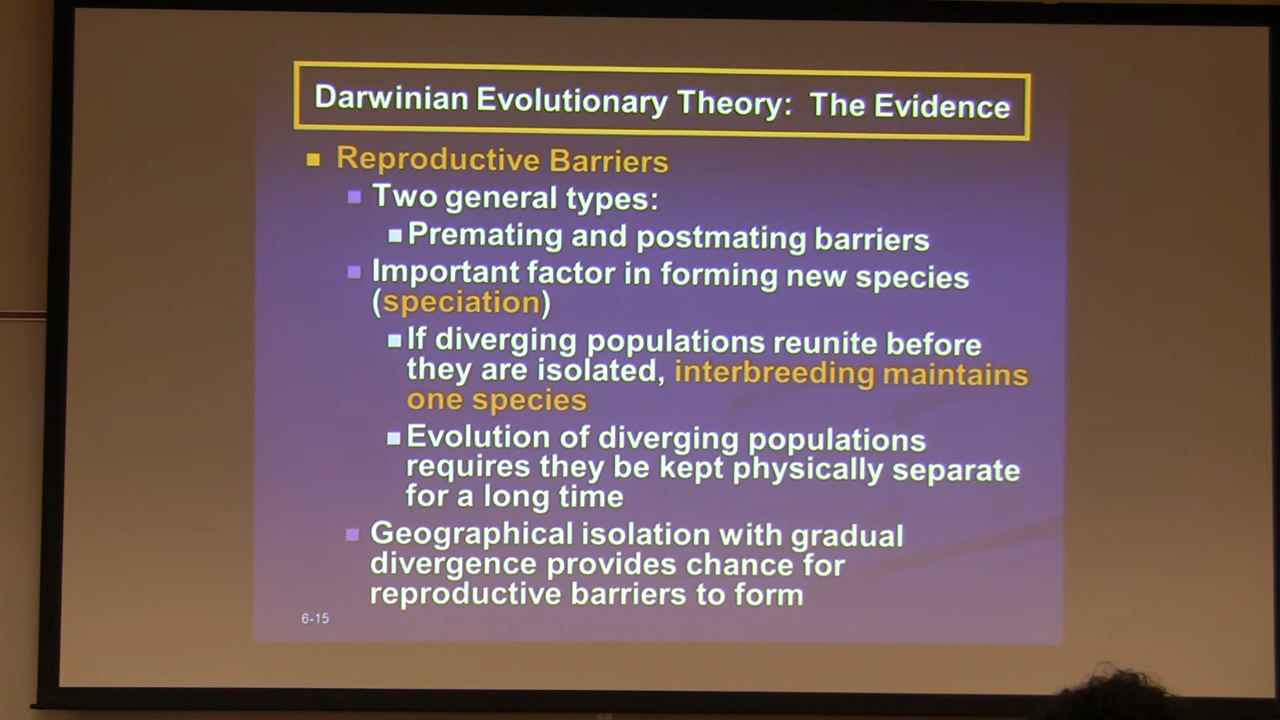 Darwinian Evolutionary Theory: The Evidence
Reproductive Barriers
Two general types:
Premating and postmating barriers
Important factor in forming new species
(speciation)
If diverging populations reunite before
they are isolated, interbreeding maintains
one species
Evolution of diverging populations
requires they be kept physically separate
for a long time
Geographical isolation with gradual
divergence provides chance for
reproductive barriers to form
6-15